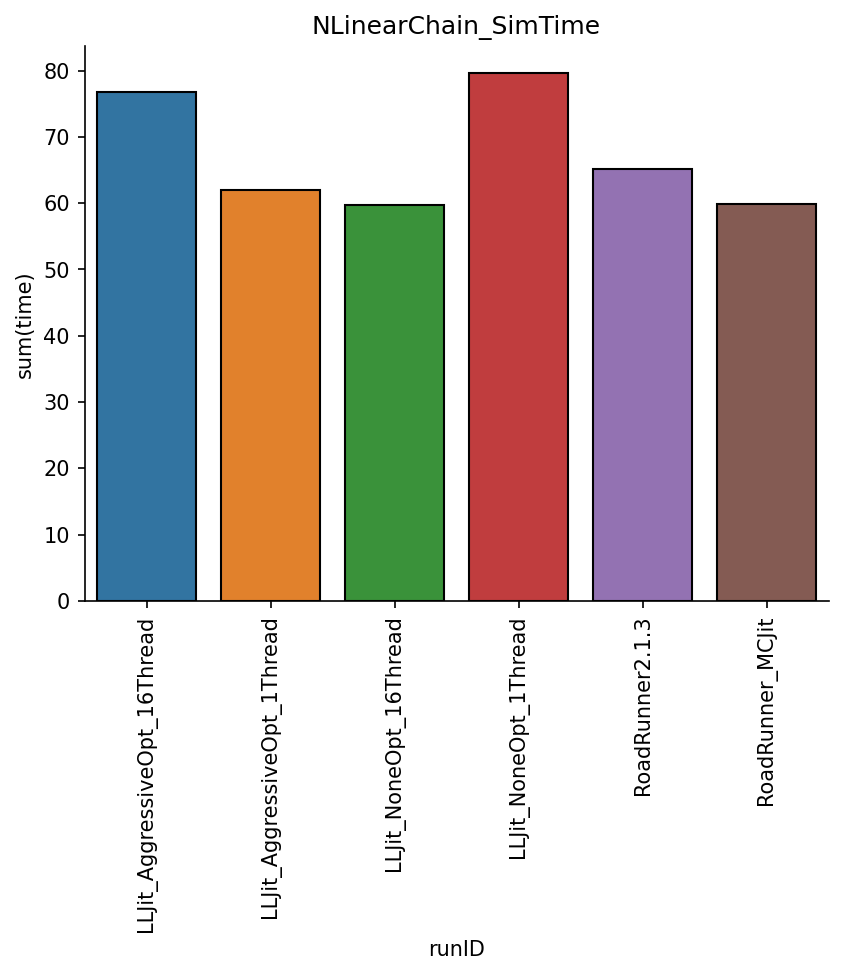 NLinearChain_SimTime
sum(time)
80
70
60
50
40
30
20
10
0
LLJit_AggressiveOpt_16Thread
LLJit_AggressiveOpt_1Thread
LLJit_NoneOpt_16Thread
LLJit_NoneOpt_1Thread
RoadRunner2.1.3
RoadRunner_MCJit
runID